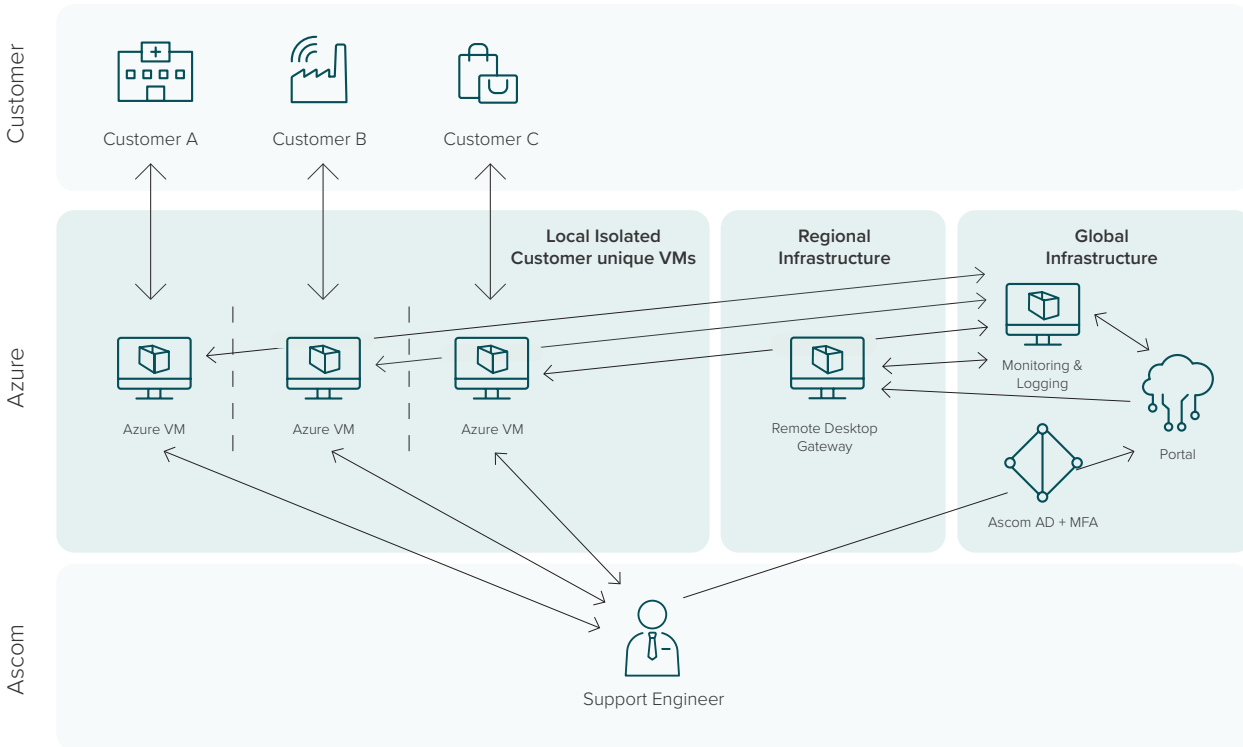 Customer
Customer A
Customer B
Customer C
Azure
Local Isolated
Customer unique VMs
Regional
Infrastructure
Global
Infrastructure
Azure VM
Azure VM
Azure VM
Remote Desktop
Gateway
Monitoring &
Logging
Portal
Ascom AD + MFA
Ascom
Support Engineer